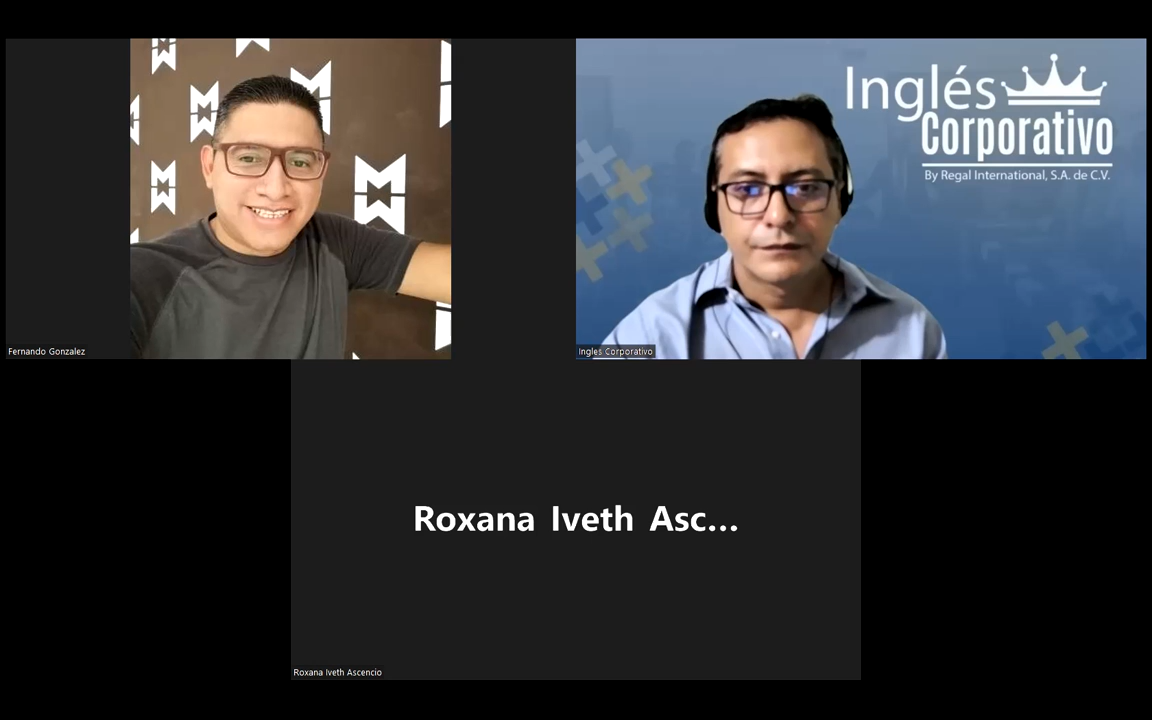 Inglés
Corporativo
By Regal International, S.A. de C.V.
Fernando Gonzalez
Ingles Corporativo
Roxana Iveth Asc...
Roxana Iveth Ascencio